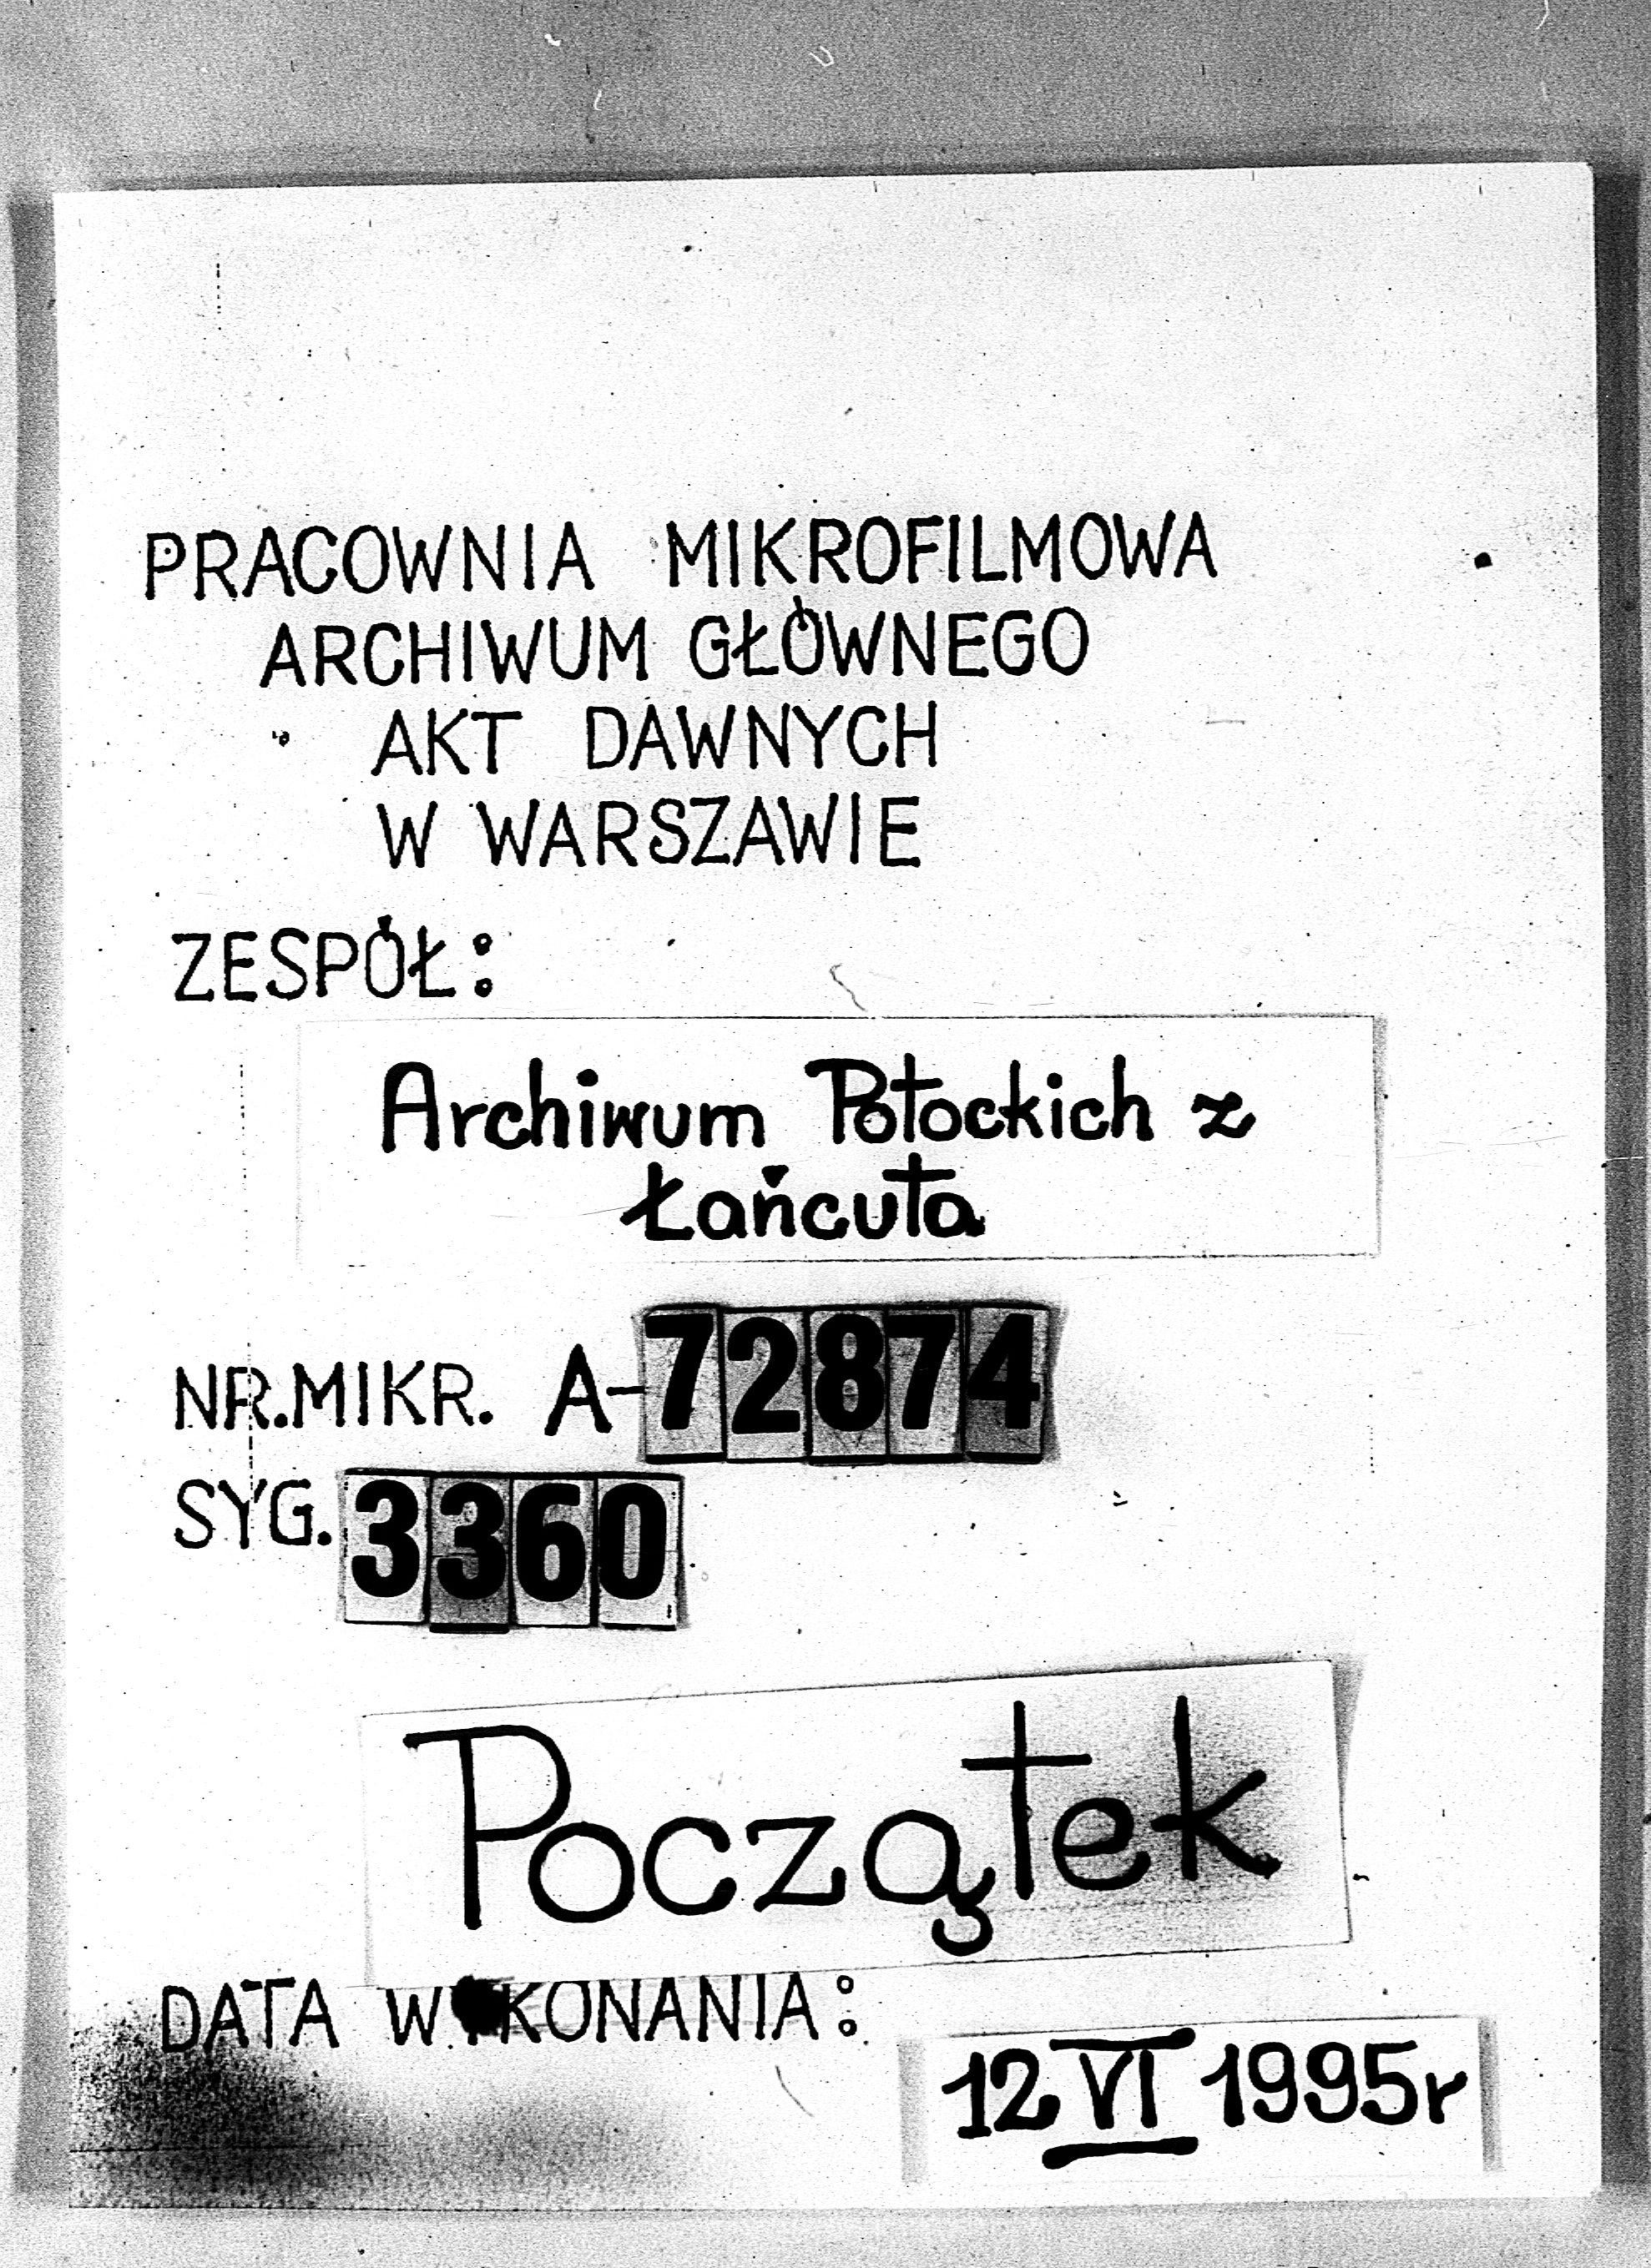 PRACOWNIA MIKROFILMOWA
ARCHIWUM GŁÓWNEGO
AKT DAWNYCH
W WARSZAWIE
ZESPÓŁ:
Archiwum Potockich z
Łańcuta
NR.MIKR. A-72874
SYG. 3360
Początek
DATA WYKONANIA:
12 VI 1995r